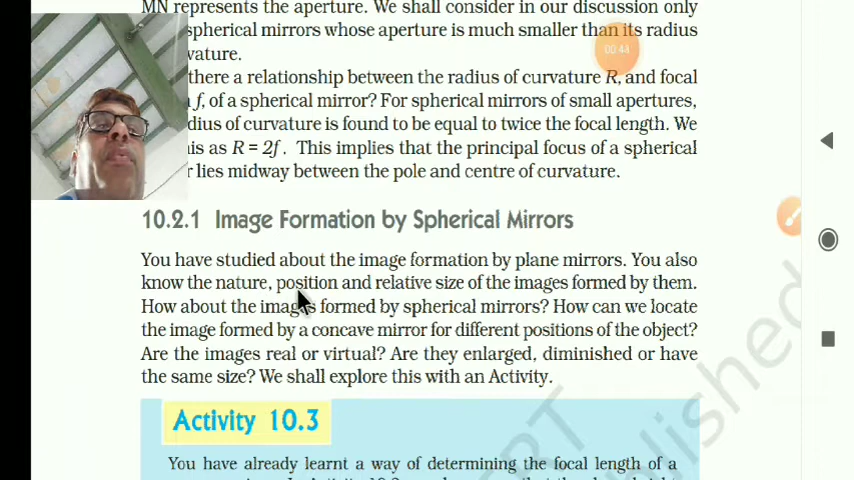 MN represents the aperture. We shall consider in our discussion only
spherical mirrors whose aperture is much smaller than its radius
vature.
there a relationship between the radius of curvature R, and focal
f, of a spherical mirror? For spherical mirrors of small apertures,
dius of curvature is found to be equal to twice the focal length. We
his as R = 2f. This implies that the principal focus of a spherical
r lies midway between the pole and centre of curvature.
00:44
10.2.1 Image Formation by Spherical Mirrors
You have studied about the image formation by plane mirrors. You also
know the nature, position and relative size of the images formed by them.
How about the images formed by spherical mirrors? How can we locate
the image formed by a concave mirror for different positions of the object?
Are the images real or virtual? Are they enlarged, diminished or have
the same size? We shall explore this with an Activity.
Activity 10.3
You have already learnt a way of determining the focal length of a